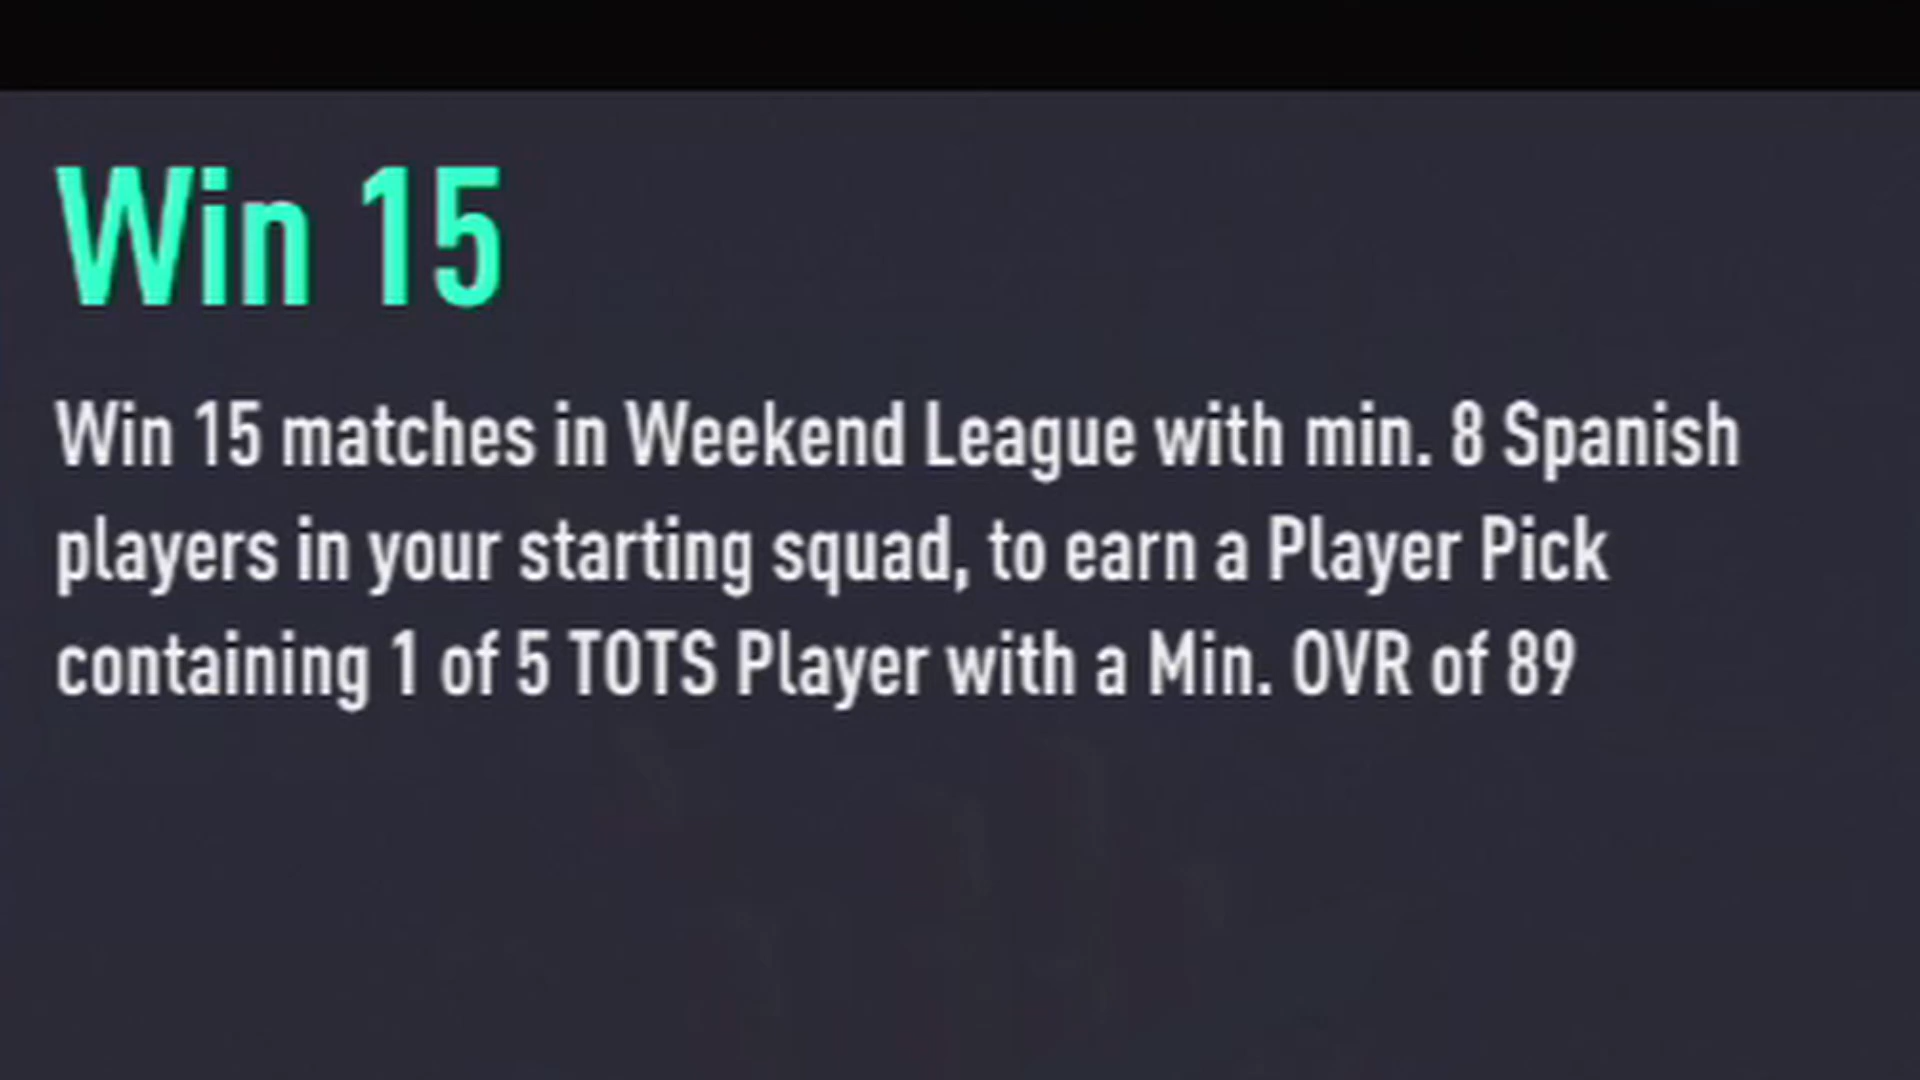 Win 15
Win 15 matches in Weekend League with min. 8 Spanish
players in your starting squad, to earn a Player Pick
containing 1 of 5 TOTS Player with a Min. OVR of 89